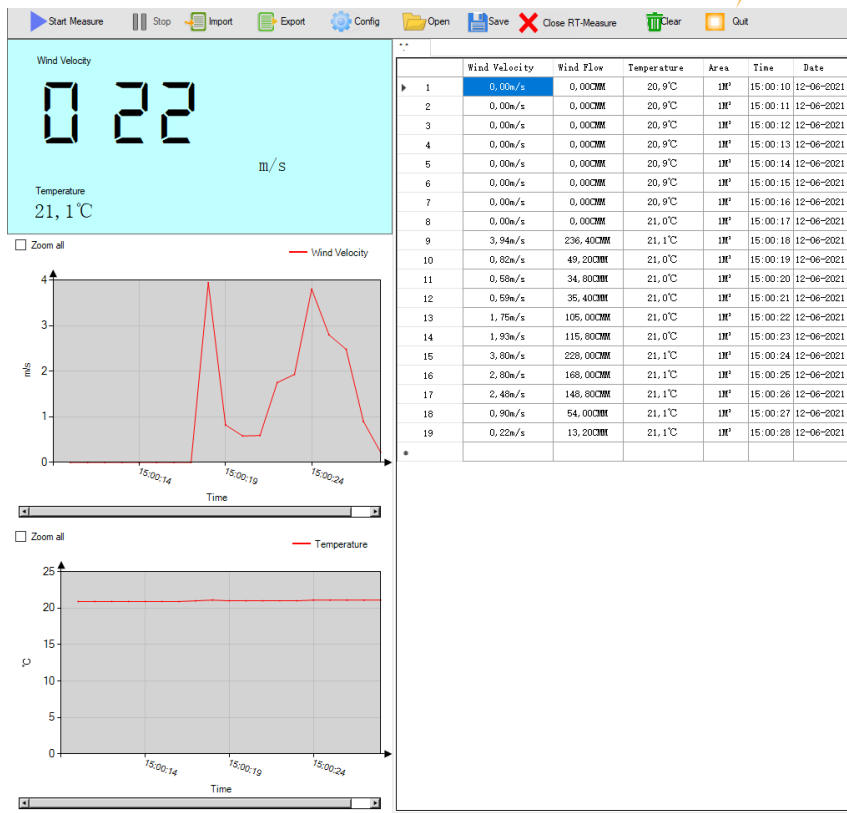 Start Measure Stop Import Export Config Open Save Close RT-Measure Clear Quit
Wind Velocity
0 22
m/s
Temperature
21,1℃
Zoom all
Wind Velocity
4
3
2
1
0
m/s
15:00:14 15:00:19 15:00:24
Time
Zoom all
Temperature
25
20
15
10
5
0
℃
15:00:14 15:00:19 15:00:24
Time
Wind Velocity Wind Flow Temperature Area Time Date
1 0,00m/s 0,00CMM 20,9℃ 1M² 15:00:10 12-06-2021
2 0,00m/s 0,00CMM 20,9℃ 1M² 15:00:11 12-06-2021
3 0,00m/s 0,00CMM 20,9℃ 1M² 15:00:12 12-06-2021
4 0,00m/s 0,00CMM 20,9℃ 1M² 15:00:13 12-06-2021
5 0,00m/s 0,00CMM 20,9℃ 1M² 15:00:14 12-06-2021
6 0,00m/s 0,00CMM 20,9℃ 1M² 15:00:15 12-06-2021
7 0,00m/s 0,00CMM 20,9℃ 1M² 15:00:16 12-06-2021
8 0,00m/s 0,00CMM 21,0℃ 1M² 15:00:17 12-06-2021
9 3,94m/s 236,40CMM 21,1℃ 1M² 15:00:18 12-06-2021
10 0,82m/s 49,20CMM 21,0℃ 1M² 15:00:19 12-06-2021
11 0,58m/s 34,80CMM 21,0℃ 1M² 15:00:20 12-06-2021
12 0,59m/s 35,40CMM 21,0℃ 1M² 15:00:21 12-06-2021
13 1,75m/s 105,00CMM 21,0℃ 1M² 15:00:22 12-06-2021
14 1,93m/s 115,80CMM 21,0℃ 1M² 15:00:23 12-06-2021
15 3,80m/s 228,00CMM 21,1℃ 1M² 15:00:24 12-06-2021
16 2,80m/s 168,00CMM 21,1℃ 1M² 15:00:25 12-06-2021
17 2,48m/s 148,80CMM 21,1℃ 1M² 15:00:26 12-06-2021
18 0,90m/s 54,00CMM 21,1℃ 1M² 15:00:27 12-06-2021
19 0,22m/s 13,20CMM 21,1℃ 1M² 15:00:28 12-06-2021